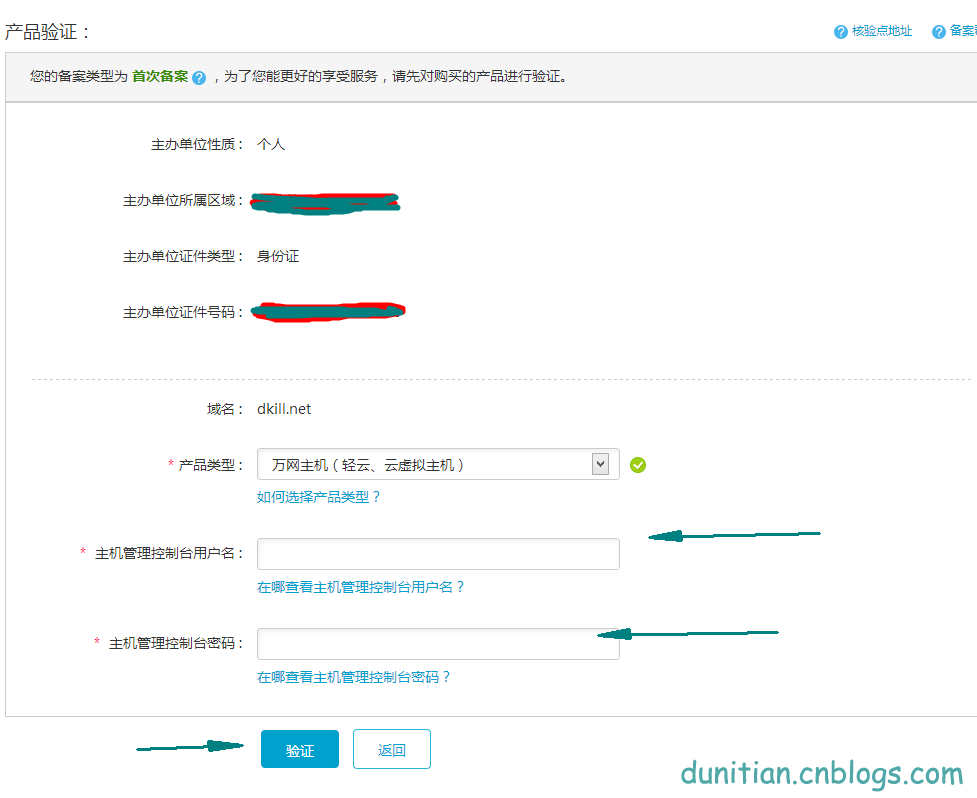 产品验证：
核验点地址 备案
您的备案类型为 首次备案 ，为了您能更好的享受服务，请先对购买的产品进行验证。
主办单位性质： 个人
主办单位所属区域：
主办单位证件类型： 身份证
主办单位证件号码：
域名： dkill.net
* 产品类型： 万网主机（轻云、云虚拟主机）
如何选择产品类型？
* 主机管理控制台用户名：
在哪查看主机管理控制台用户名？
* 主机管理控制台密码：
在哪查看主机管理控制台密码？
验证 返回
dunitian.cnblogs.com